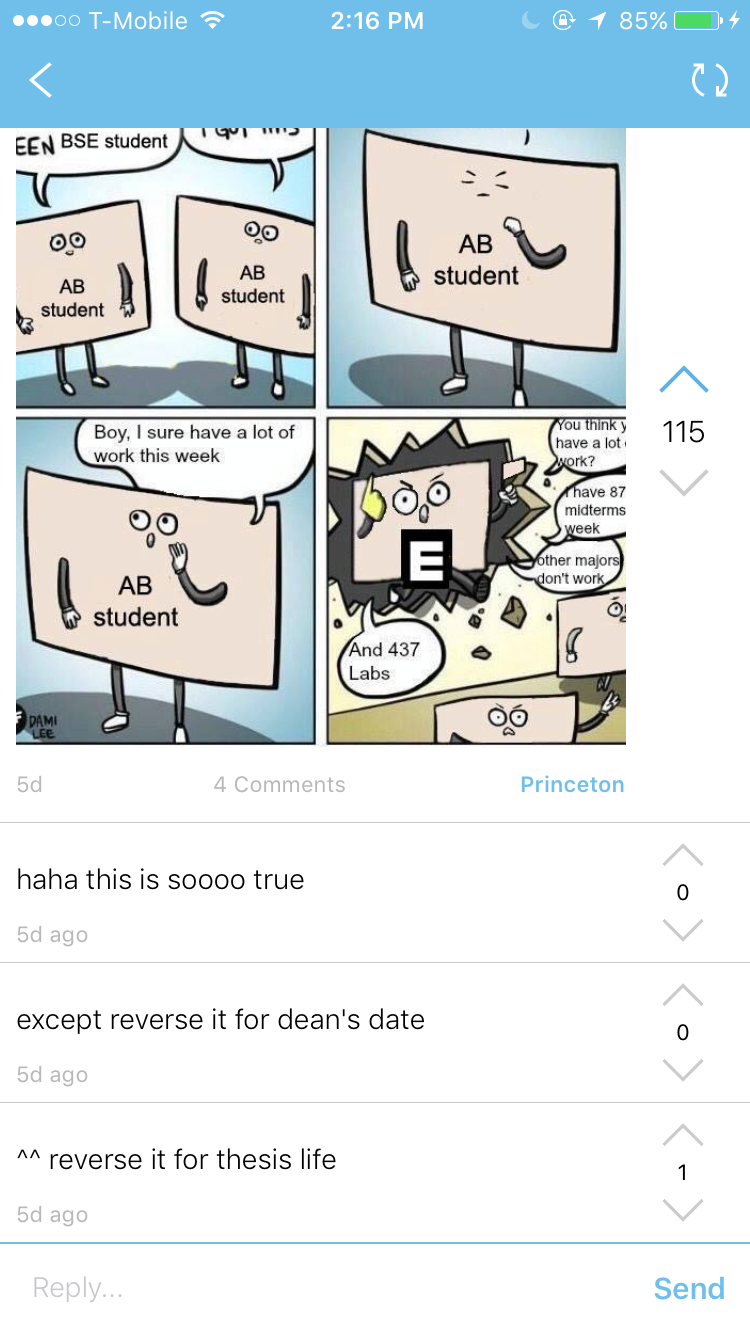 T-Mobile 2:16 PM 85%
EEN BSE student
I GOT THIS
AB
student
AB
student
AB
student
Boy, I sure have a lot of
work this week
AB
student
DAMI
LEE
You think y
have a lot
work?
have 87
midterms
week
other majors
don't work
E
And 437
Labs
115
5d 4 Comments Princeton
haha this is soooo true
5d ago
0
except reverse it for dean's date
5d ago
0
^^ reverse it for thesis life
5d ago
1
Reply... Send